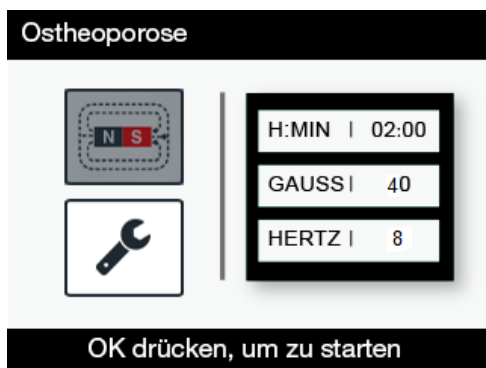 Ostheoporose
N S
H:MIN | 02:00
GAUSS | 40
HERTZ | 8
OK drücken, um zu starten